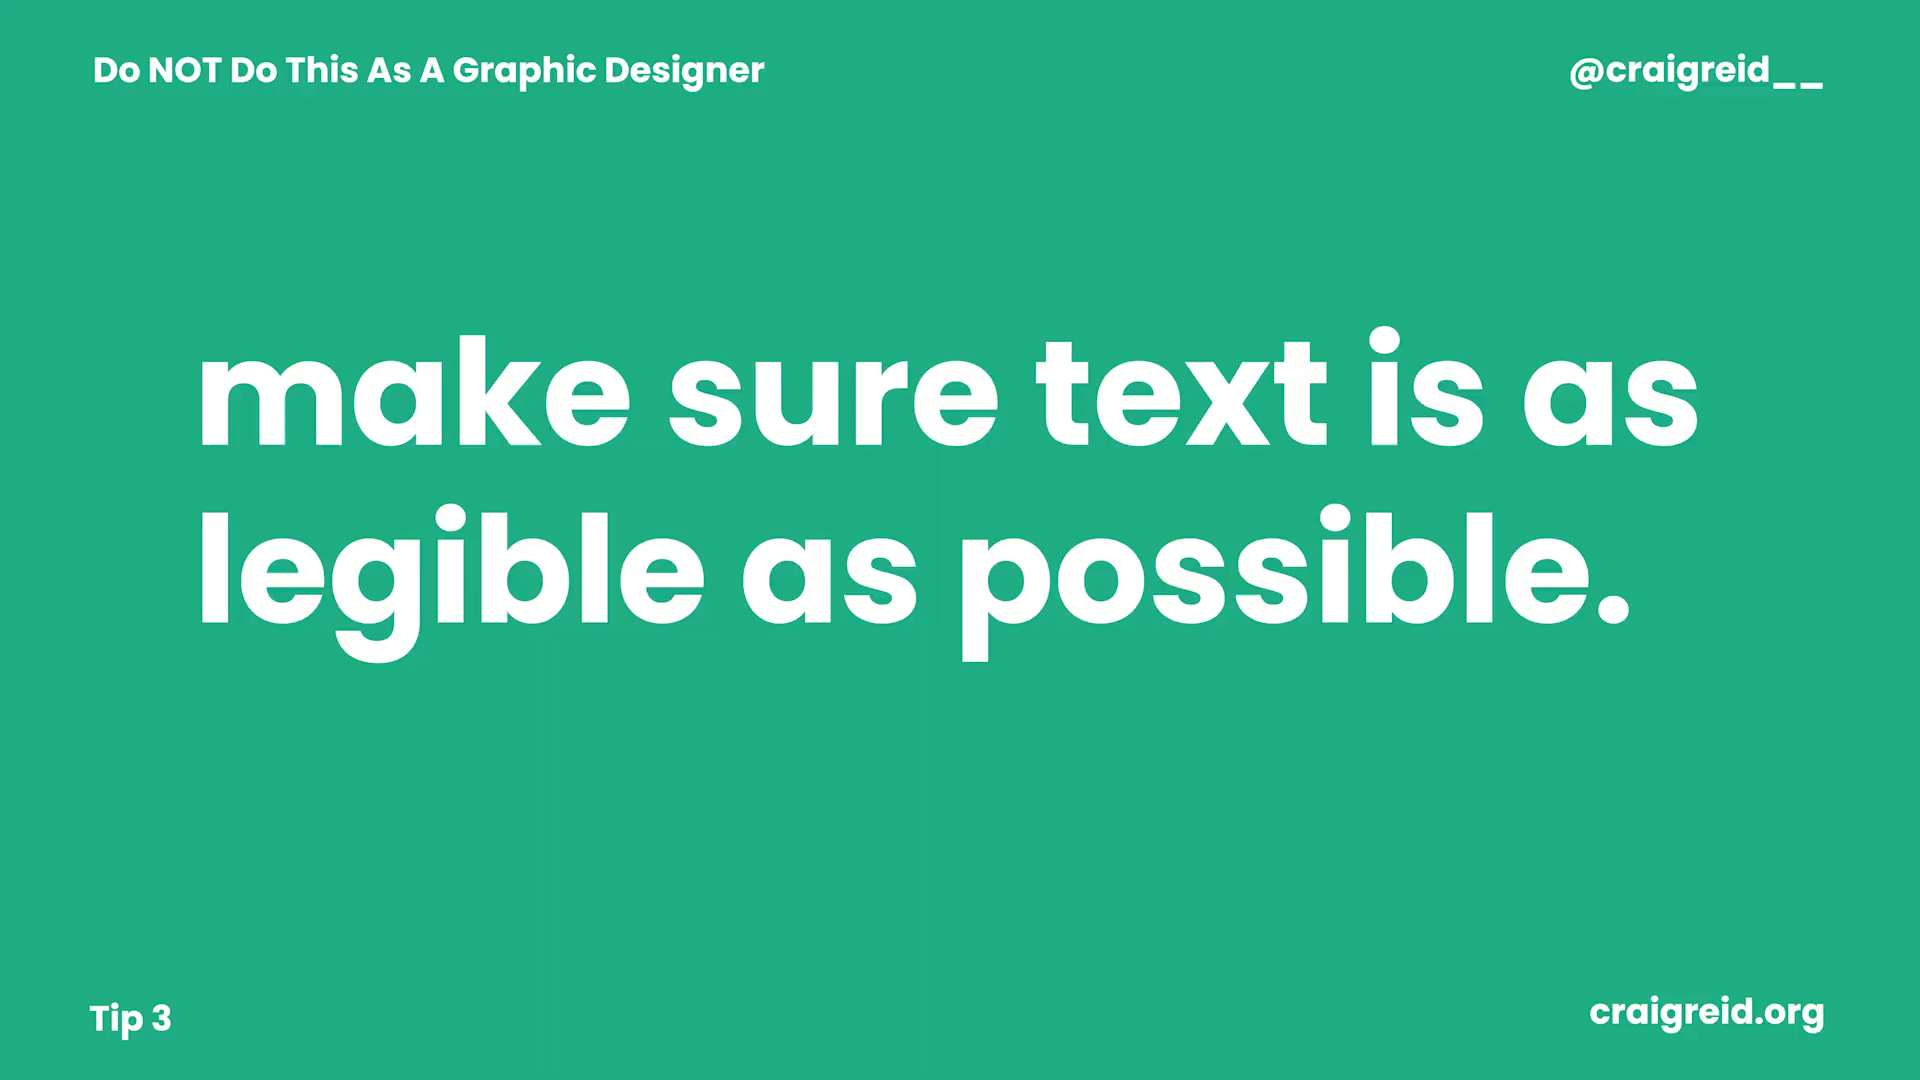 Do NOT Do This As A Graphic Designer
@craigreid__
make sure text is as
legible as possible.
Tip 3
craigreid.org